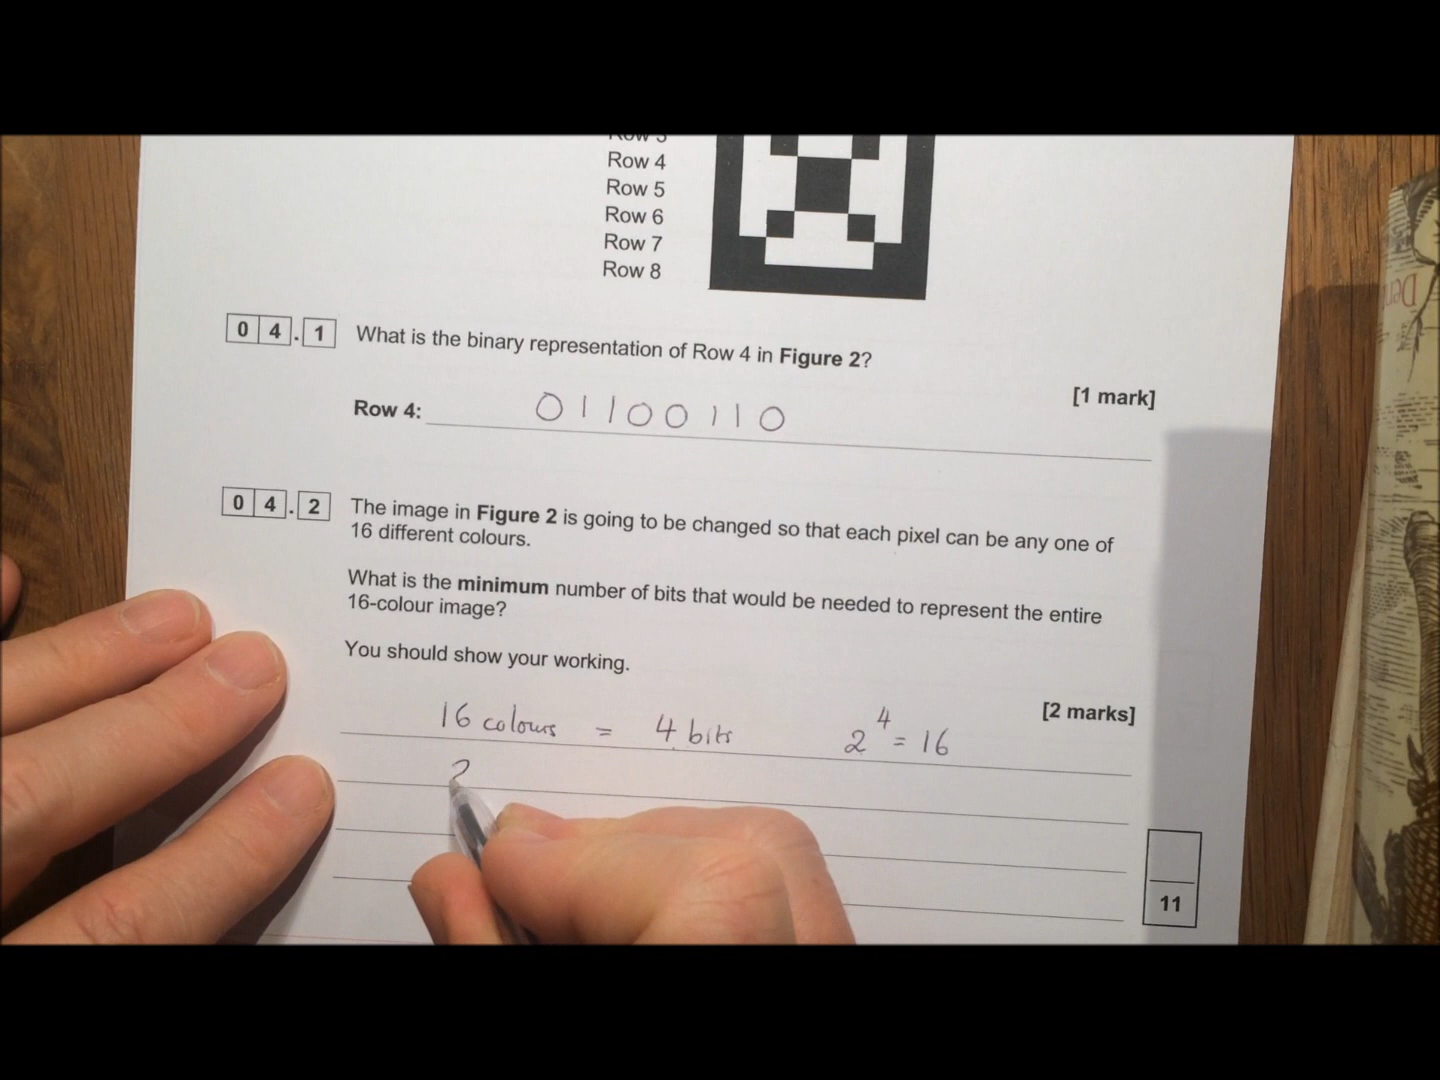 Row 3
Row 4
Row 5
Row 6
Row 7
Row 8
0 4 . 1 What is the binary representation of Row 4 in Figure 2?
[1 mark]
Row 4: 01100110
0 4 . 2 The image in Figure 2 is going to be changed so that each pixel can be any one of
16 different colours.
What is the minimum number of bits that would be needed to represent the entire
16-colour image?
You should show your working.
[2 marks]
16 colours = 4 bits 2⁴ = 16
11